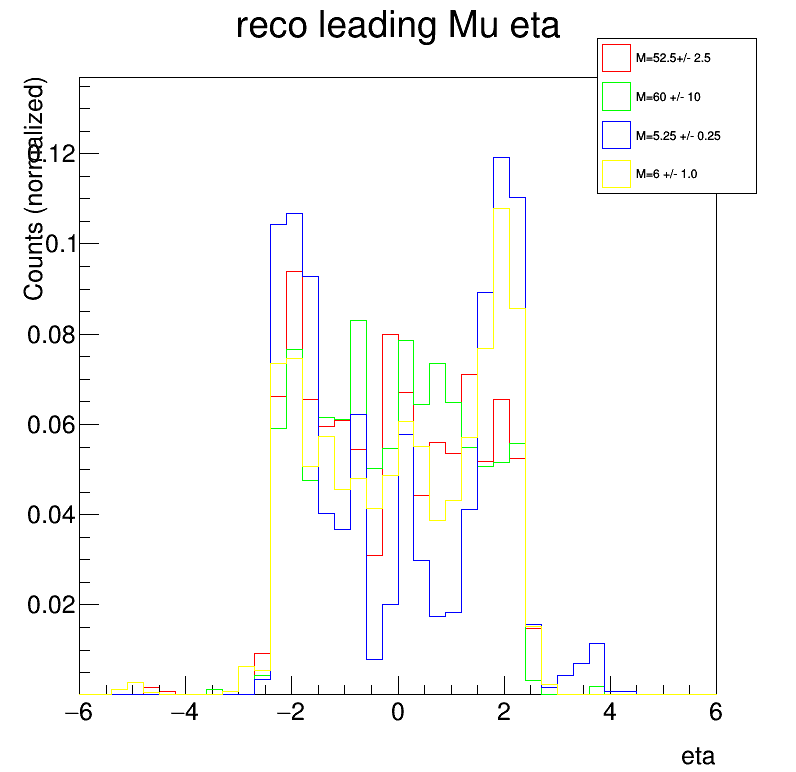 reco leading Mu eta
M=52.5+/- 2.5
M=60 +/- 10
M=5.25 +/- 0.25
M=6 +/- 1.0
Counts (normalized)
0.12
0.1
0.08
0.06
0.04
0.02
−6 −4 −2 0 2 4 6
eta